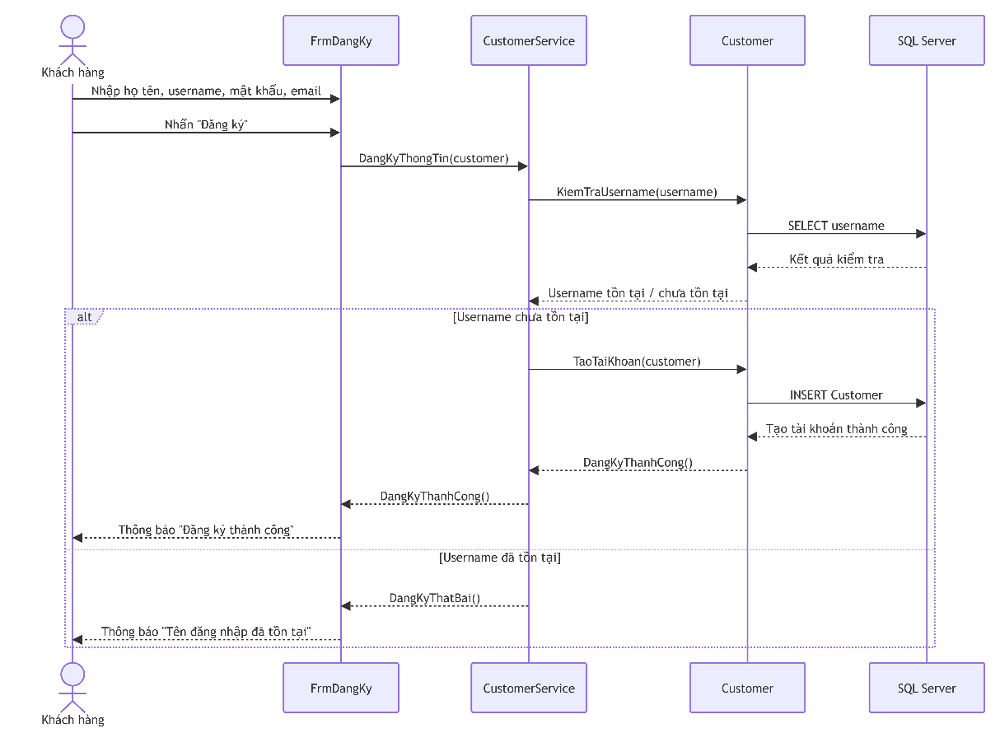 FrmDangKy
CustomerService
Customer
SQL Server
Khách hàng
Nhập họ tên, username, mật khẩu, email
Nhấn "Đăng ký"
DangKyThongTin(customer)
KiemTraUsername(username)
SELECT username
Kết quả kiểm tra
Username tồn tại / chưa tồn tại
alt
[Username chưa tồn tại]
TaoTaiKhoan(customer)
INSERT Customer
Tạo tài khoản thành công
DangKyThanhCong()
DangKyThanhCong()
Thông báo "Đăng ký thành công"
[Username đã tồn tại]
DangKyThatBai()
Thông báo "Tên đăng nhập đã tồn tại"
FrmDangKy
CustomerService
Customer
SQL Server
Khách hàng